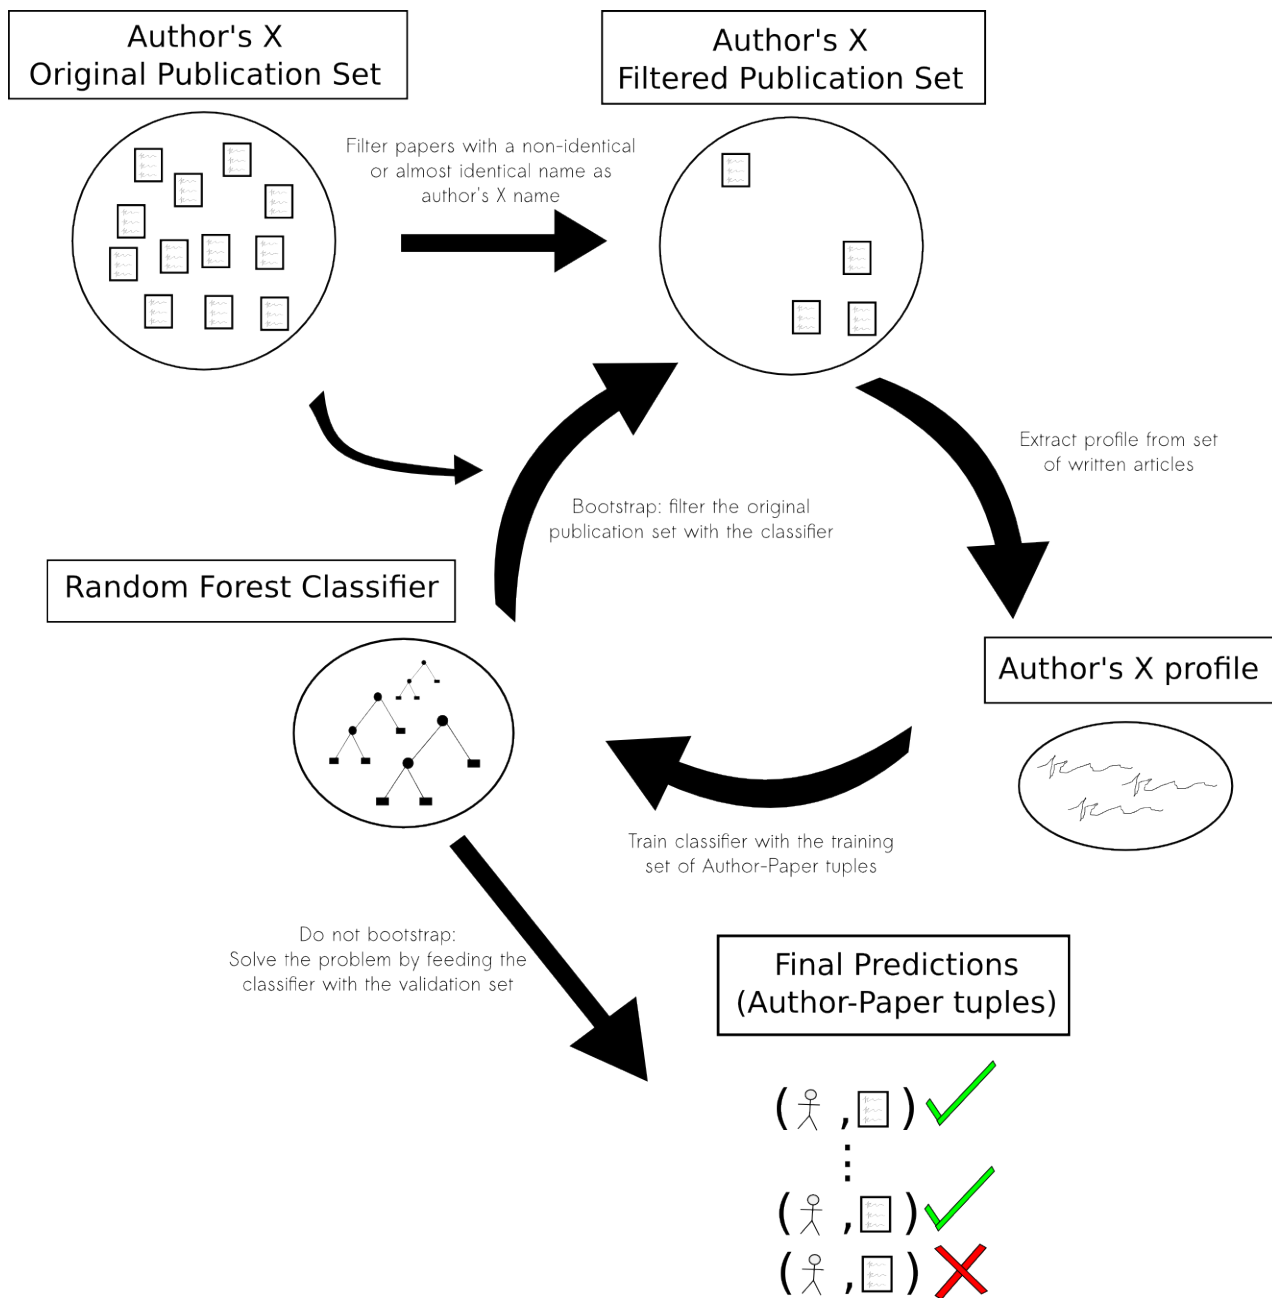 Author's X
Original Publication Set
Author's X
Filtered Publication Set
Filter papers with a non-identical
or almost identical name as
author's X name
Extract profile from set
of written articles
Bootstrap: filter the original
publication set with the classifier
Random Forest Classifier
Author's X profile
Train classifier with the training
set of Author-Paper tuples
Do not bootstrap:
Solve the problem by feeding the
classifier with the validation set
Final Predictions
(Author-Paper tuples)
( , )
( , )
( , )